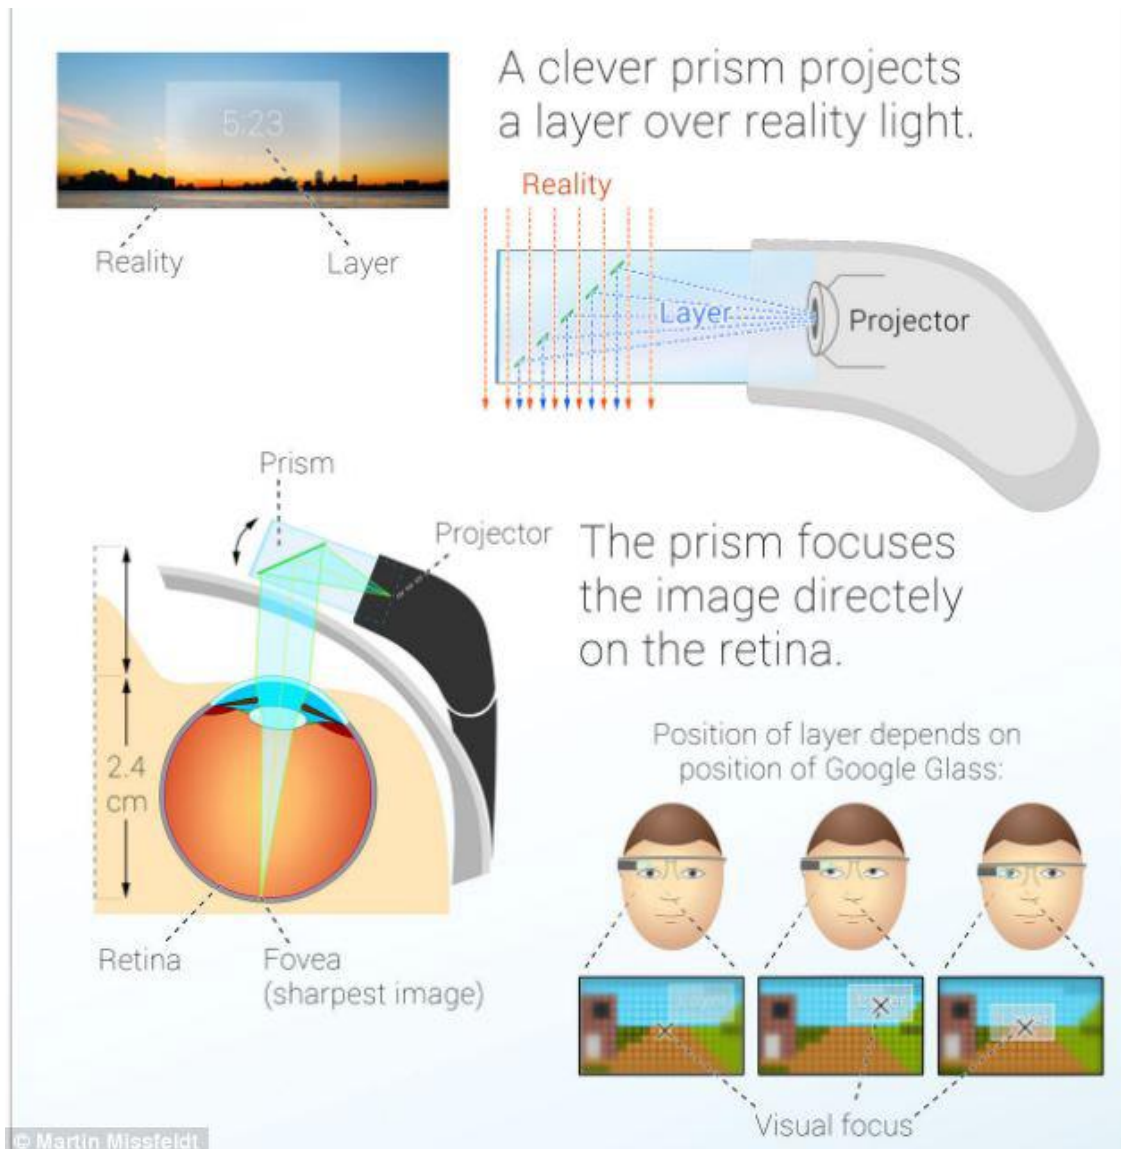 A clever prism projects
a layer over reality light.
5:23
Reality
Layer
Reality
Layer
Projector
Prism
Projector
The prism focuses
the image directely
on the retina.
2.4
cm
Position of layer depends on
position of Google Glass:
Retina
Fovea
(sharpest image)
Visual focus
© Martin Missfeldt